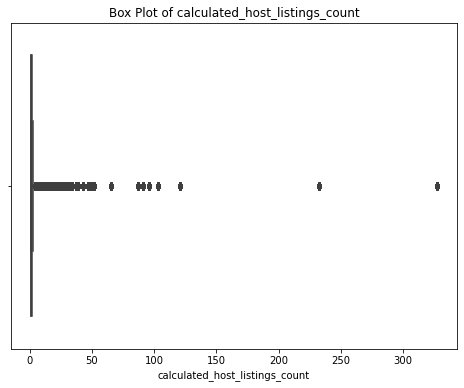 Box Plot of calculated_host_listings_count
0 50 100 150 200 250 300
calculated_host_listings_count